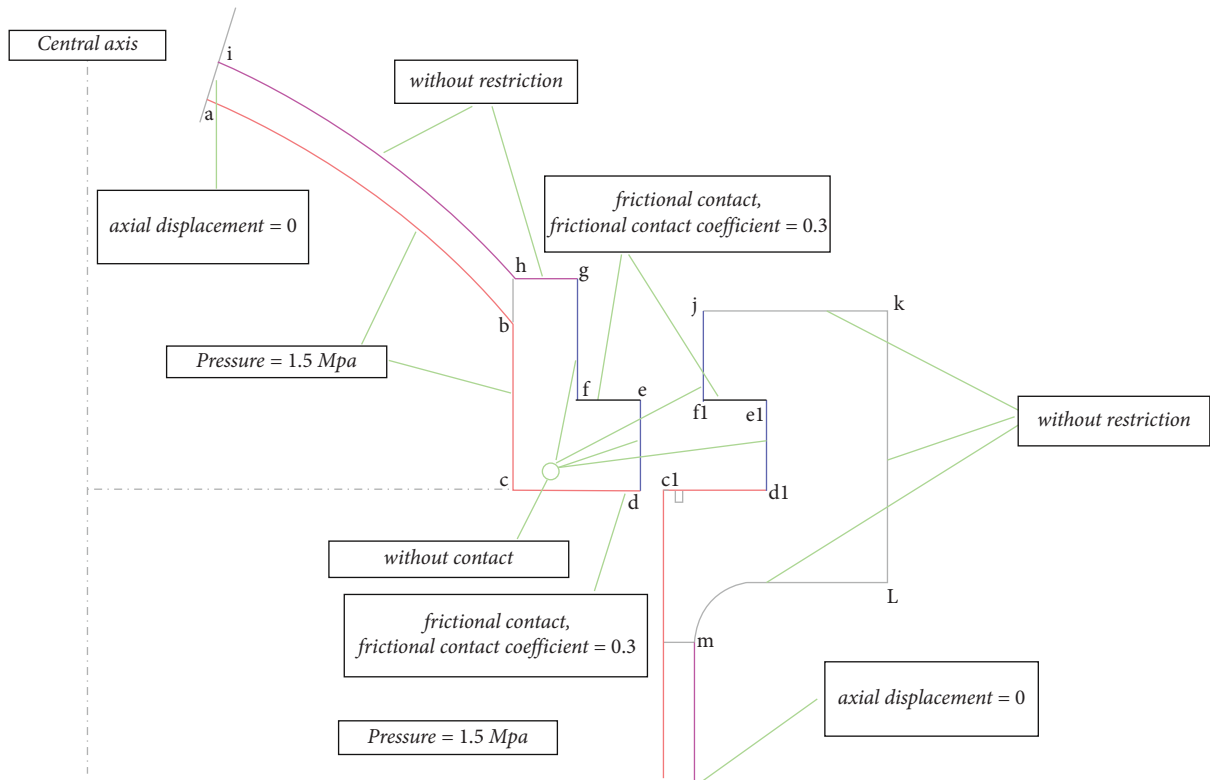 Central axis
i
without restriction
a
frictional contact,
frictional contact coefficient = 0.3
axial displacement = 0
h
g
j
k
b
Pressure = 1.5 Mpa
f
e
f1
e1
without restriction
c
c1
d
d1
without contact
L
frictional contact,
frictional contact coefficient = 0.3
m
axial displacement = 0
Pressure = 1.5 Mpa